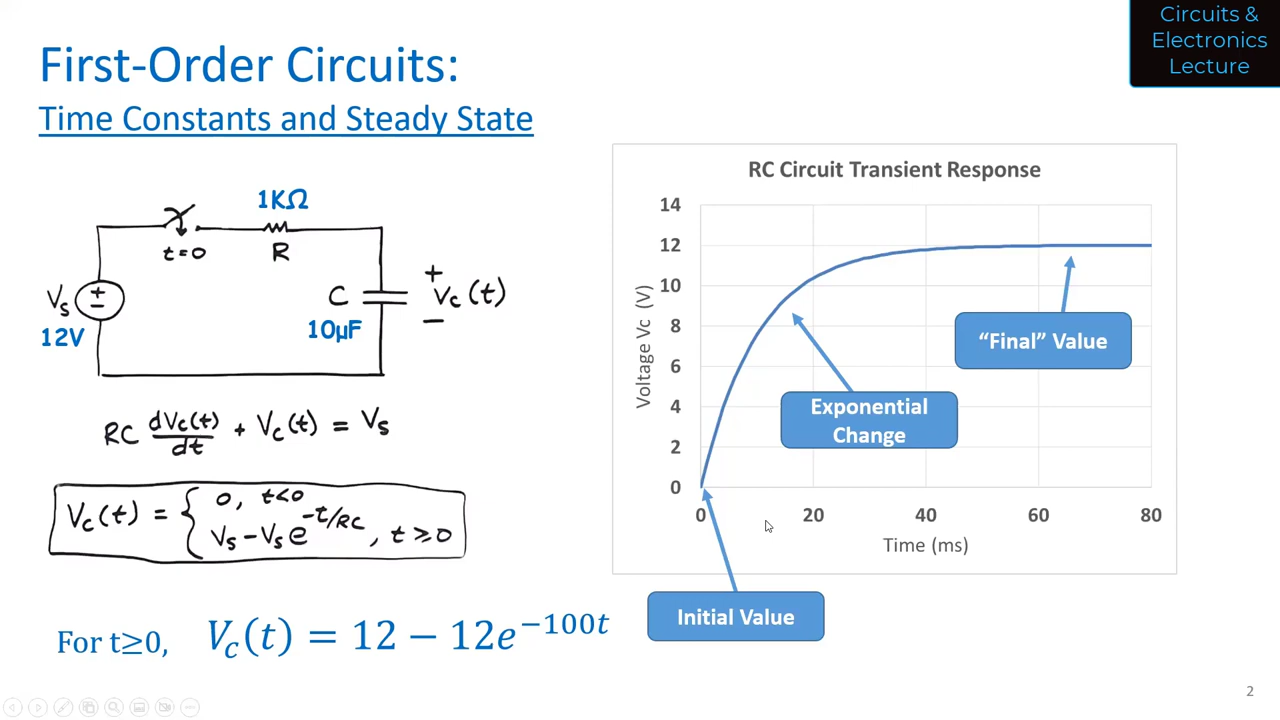 Circuits &
Electronics
Lecture
First-Order Circuits:
Time Constants and Steady State
1KΩ
t=0
R
Vs
+
−
12V
C
10µF
+
Vc(t)
−
RC dVc(t)/dt + Vc(t) = Vs
Vc(t) = { 0, t<0
Vs − Vs e^(-t/RC), t ≥ 0
For t≥0, Vc(t) = 12 − 12e^(−100t)
RC Circuit Transient Response
14
12
10
8
6
4
2
0
Voltage Vc (V)
0 20 40 60 80
Time (ms)
“Final” Value
Exponential
Change
Initial Value
2